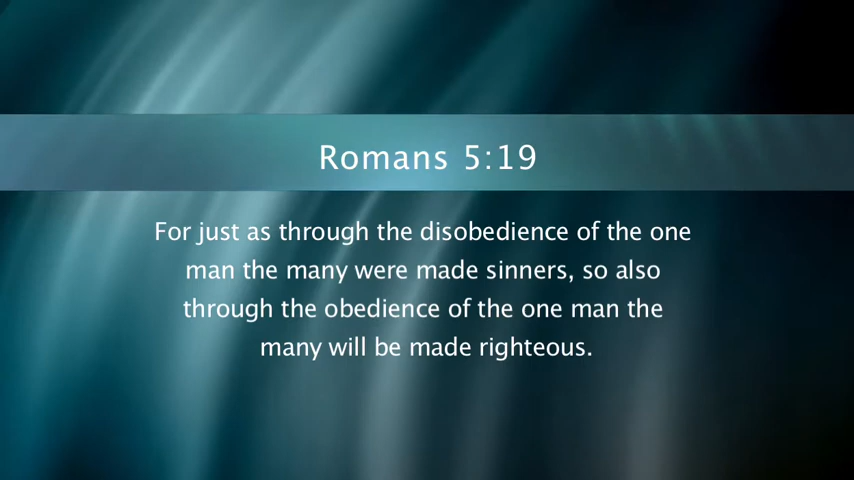 Romans 5:19
For just as through the disobedience of the one
man the many were made sinners, so also
through the obedience of the one man the
many will be made righteous.